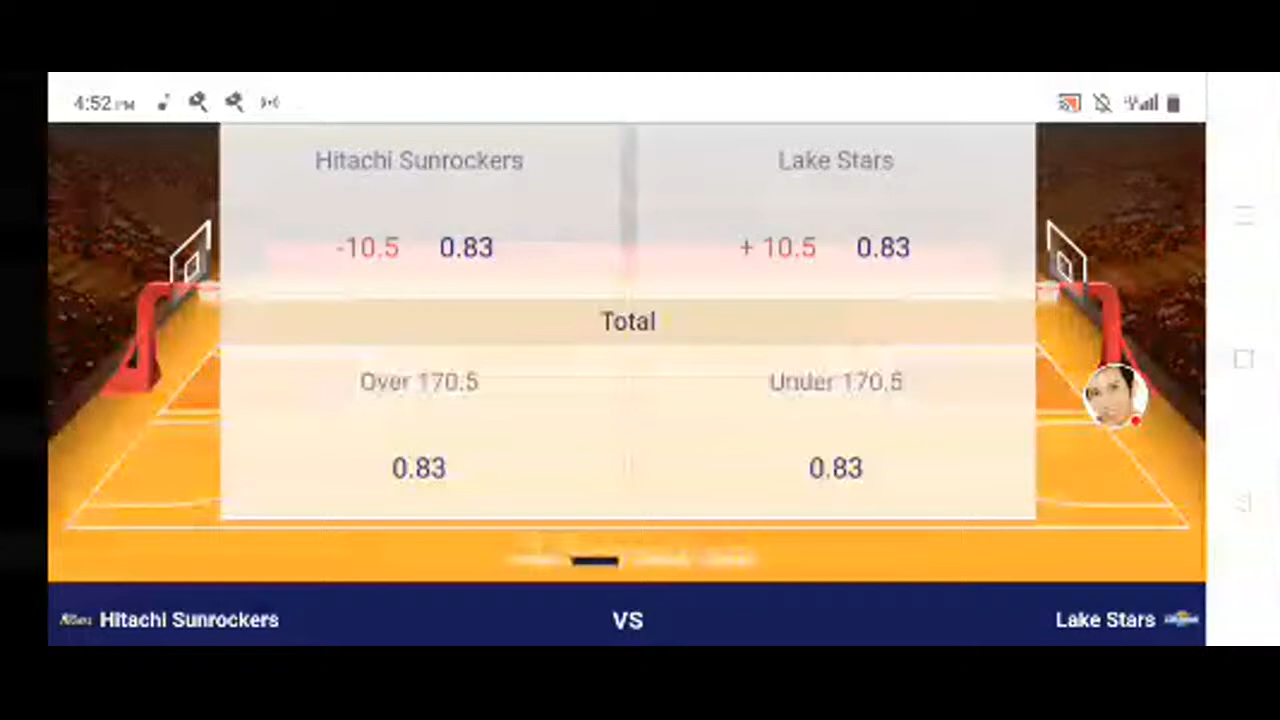 4:52 PM
Hitachi Sunrockers
Lake Stars
-10.5 0.83
+ 10.5 0.83
Total
Over 170.5
Under 170.5
0.83
0.83
Hitachi Sunrockers
VS
Lake Stars